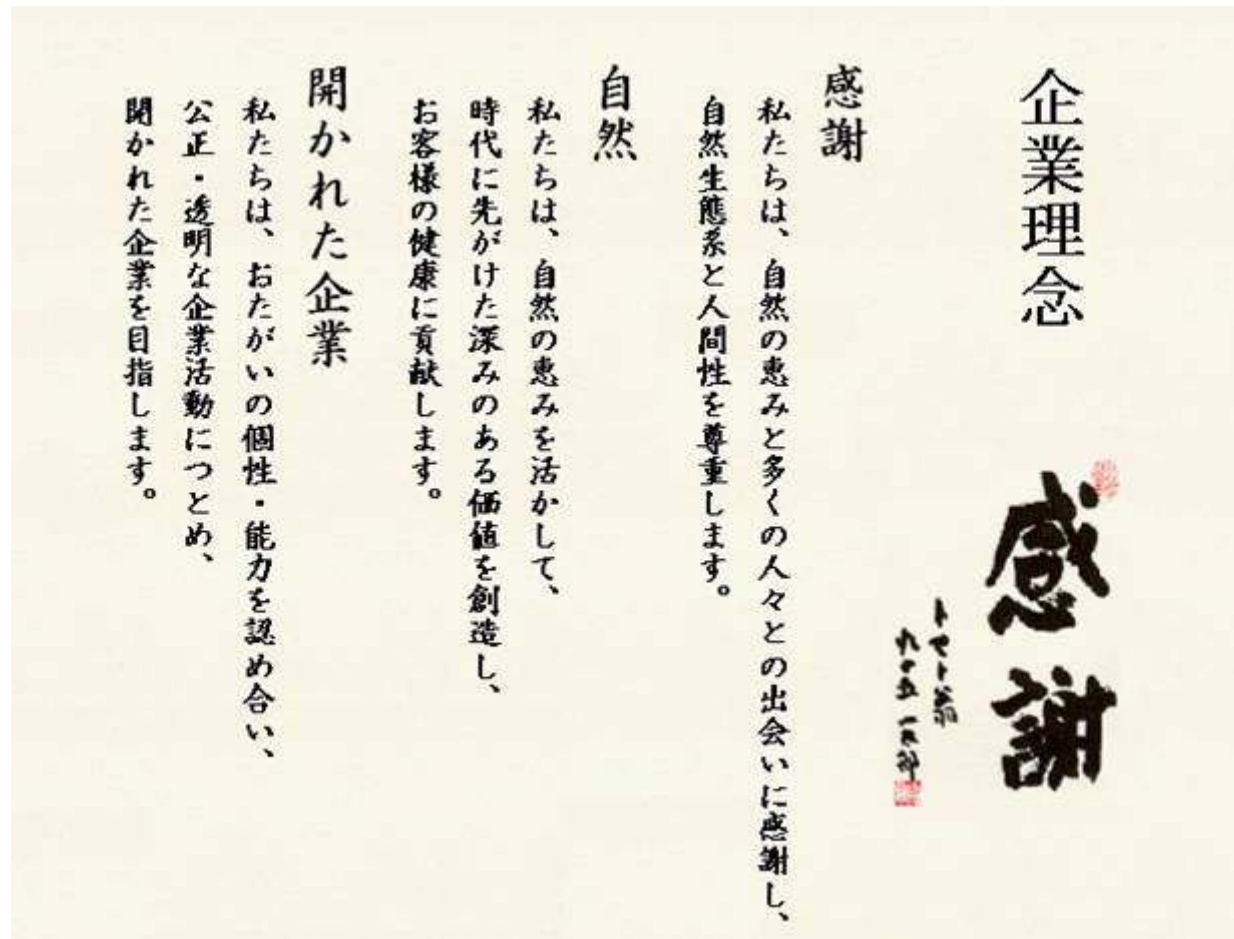 企業理念
感謝
トマト翁
九十五 一太郎
感謝
私たちは、自然の恵みと多くの人々との出会いに感謝し、
自然生態系と人間性を尊重します。
自然
私たちは、自然の恵みを活かして、
時代に先がけた深みのある価値を創造し、
お客様の健康に貢献します。
開かれた企業
私たちは、おたがいの個性・能力を認め合い、
公正・透明な企業活動につとめ、
開かれた企業を目指します。